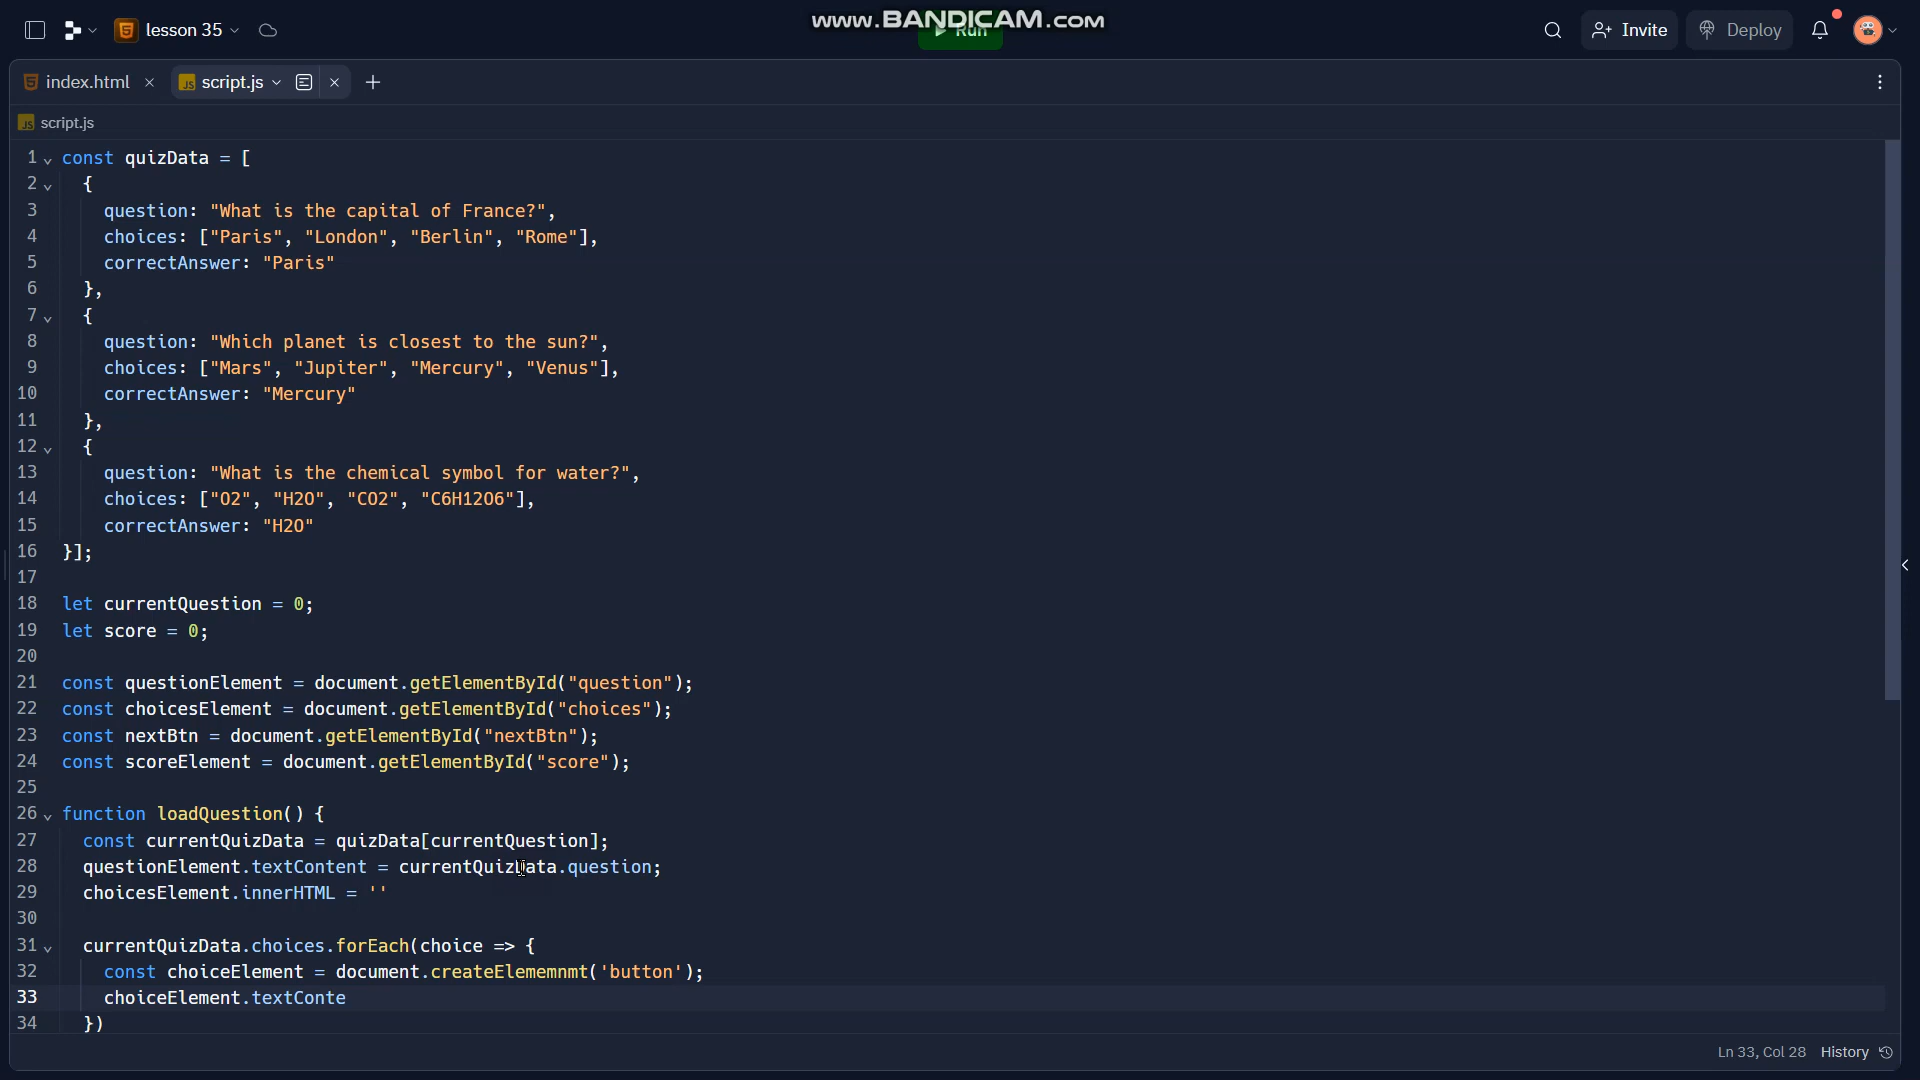 www.BANDICAM.com
lesson 35
Run
Invite
Deploy
index.html
script.js
script.js
1 const quizData = [
2 {
3 question: "What is the capital of France?",
4 choices: ["Paris", "London", "Berlin", "Rome"],
5 correctAnswer: "Paris"
6 },
7 {
8 question: "Which planet is closest to the sun?",
9 choices: ["Mars", "Jupiter", "Mercury", "Venus"],
10 correctAnswer: "Mercury"
11 },
12 {
13 question: "What is the chemical symbol for water?",
14 choices: ["O2", "H2O", "CO2", "C6H12O6"],
15 correctAnswer: "H2O"
16 }];
17
18 let currentQuestion = 0;
19 let score = 0;
20
21 const questionElement = document.getElementById("question");
22 const choicesElement = document.getElementById("choices");
23 const nextBtn = document.getElementById("nextBtn");
24 const scoreElement = document.getElementById("score");
25
26 function loadQuestion() {
27 const currentQuizData = quizData[currentQuestion];
28 questionElement.textContent = currentQuizData.question;
29 choicesElement.innerHTML = ''
30
31 currentQuizData.choices.forEach(choice => {
32 const choiceElement = document.createElememnmt('button');
33 choiceElement.textConte
34 })
Ln 33, Col 28 History